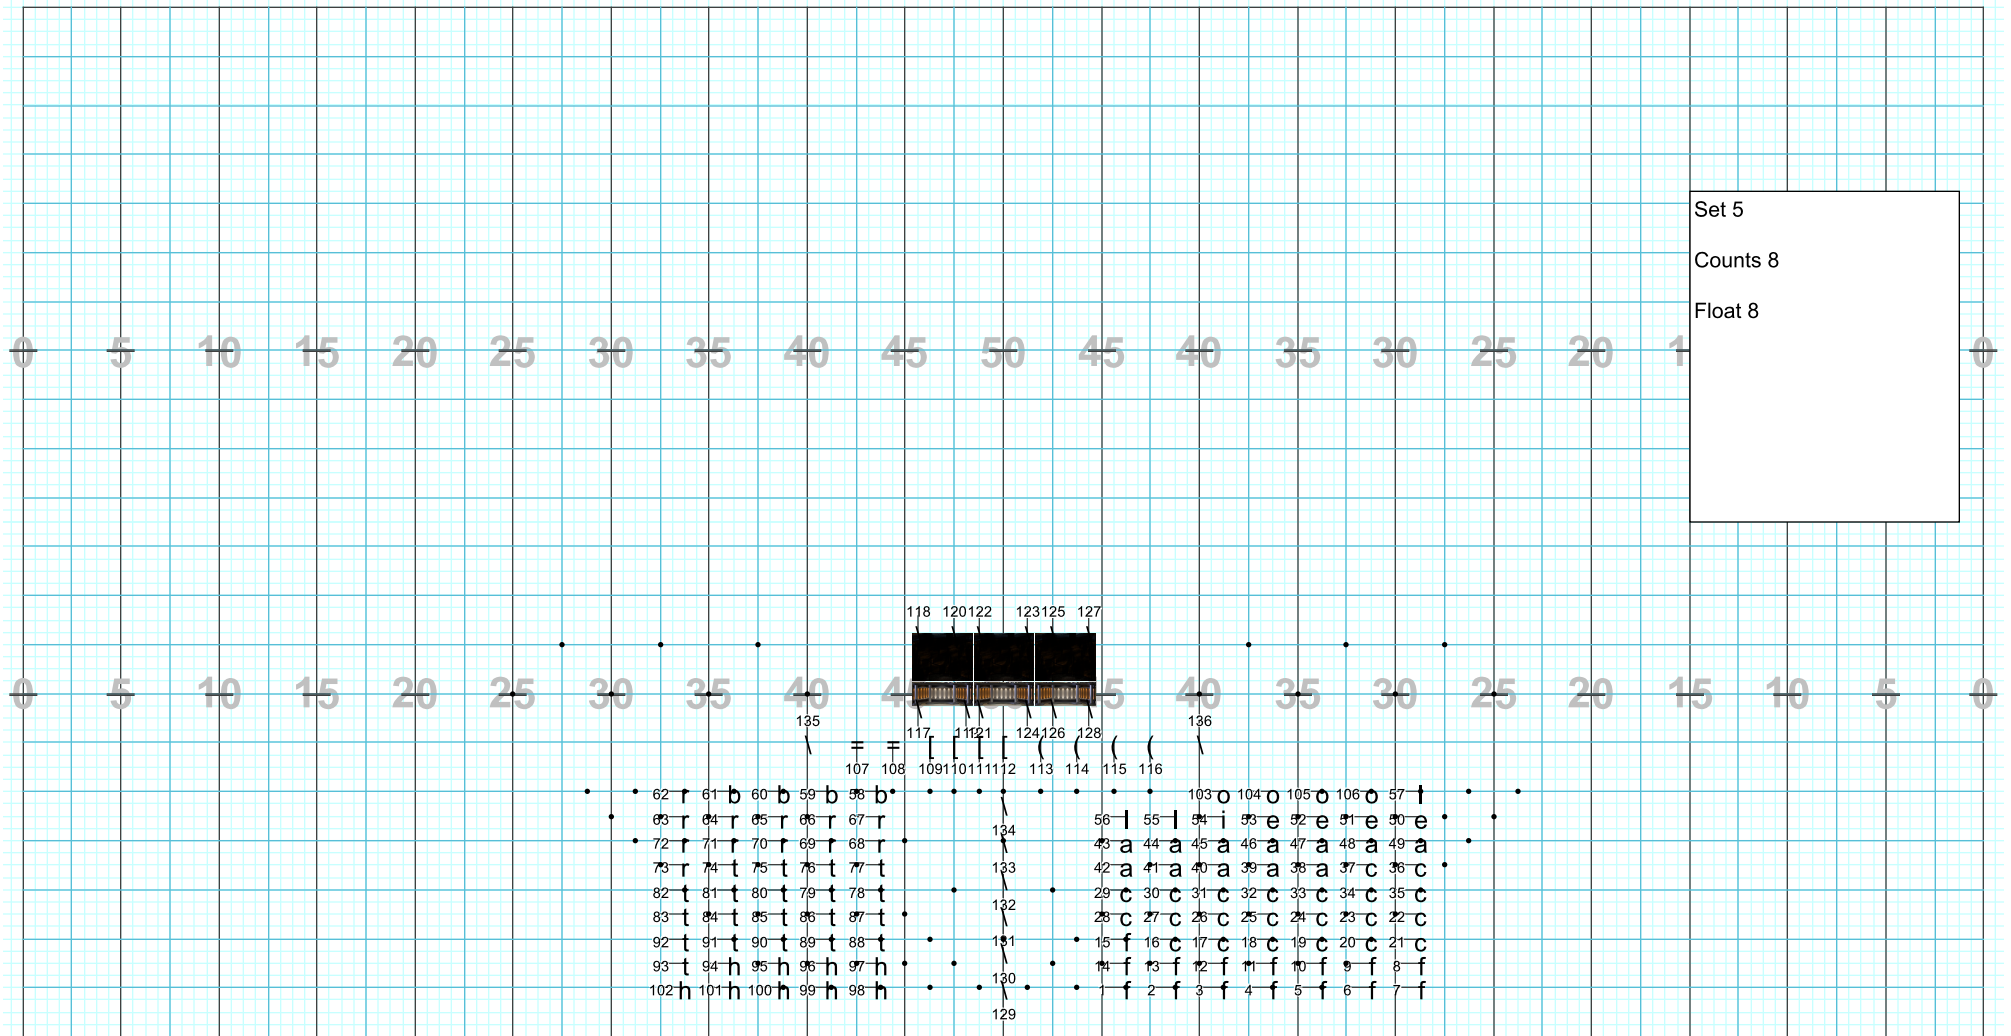 Set 5
Counts 8
Float 8
0 5 10 15 20 25 30 35 40 45 50 45 40 35 30 25 20 1 0
118 120 122 123 125 127
0 5 10 15 20 25 30 35 40 45 40 35 30 25 20 15 10 5 0
135 117 121 124 126 128 136
\ = = [ [ [ [ ( ( ( ( \
107 108 109 110 111 112 113 114 115 116
62 r 61 b 60 b 59 b 58 b \ 103 o 104 o 105 o 106 o 57 l
63 r 64 r 65 r 66 r 67 r 134 56 l 55 l 54 i 53 e 52 e 51 e 50 e
72 r 71 r 70 r 69 r 68 r \ 43 a 44 a 45 a 46 a 47 a 48 a 49 a
73 r 74 t 75 t 76 t 77 t 133 42 a 41 a 40 a 39 a 38 a 37 c 36 c
82 t 81 t 80 t 79 t 78 t \ 29 c 30 c 31 c 32 c 33 c 34 c 35 c
132
83 t 84 t 85 t 86 t 87 t \ 28 c 27 c 26 c 25 c 24 c 23 c 22 c
92 t 91 t 90 t 89 t 88 t 131 15 f 16 c 17 c 18 c 19 c 20 c 21 c
93 t 94 h 95 h 96 h 97 h 130 14 f 13 f 12 f 11 f 10 f 9 f 8 f
102 h 101 h 100 h 99 h 98 h \ 1 f 2 f 3 f 4 f 5 f 6 f 7 f
129